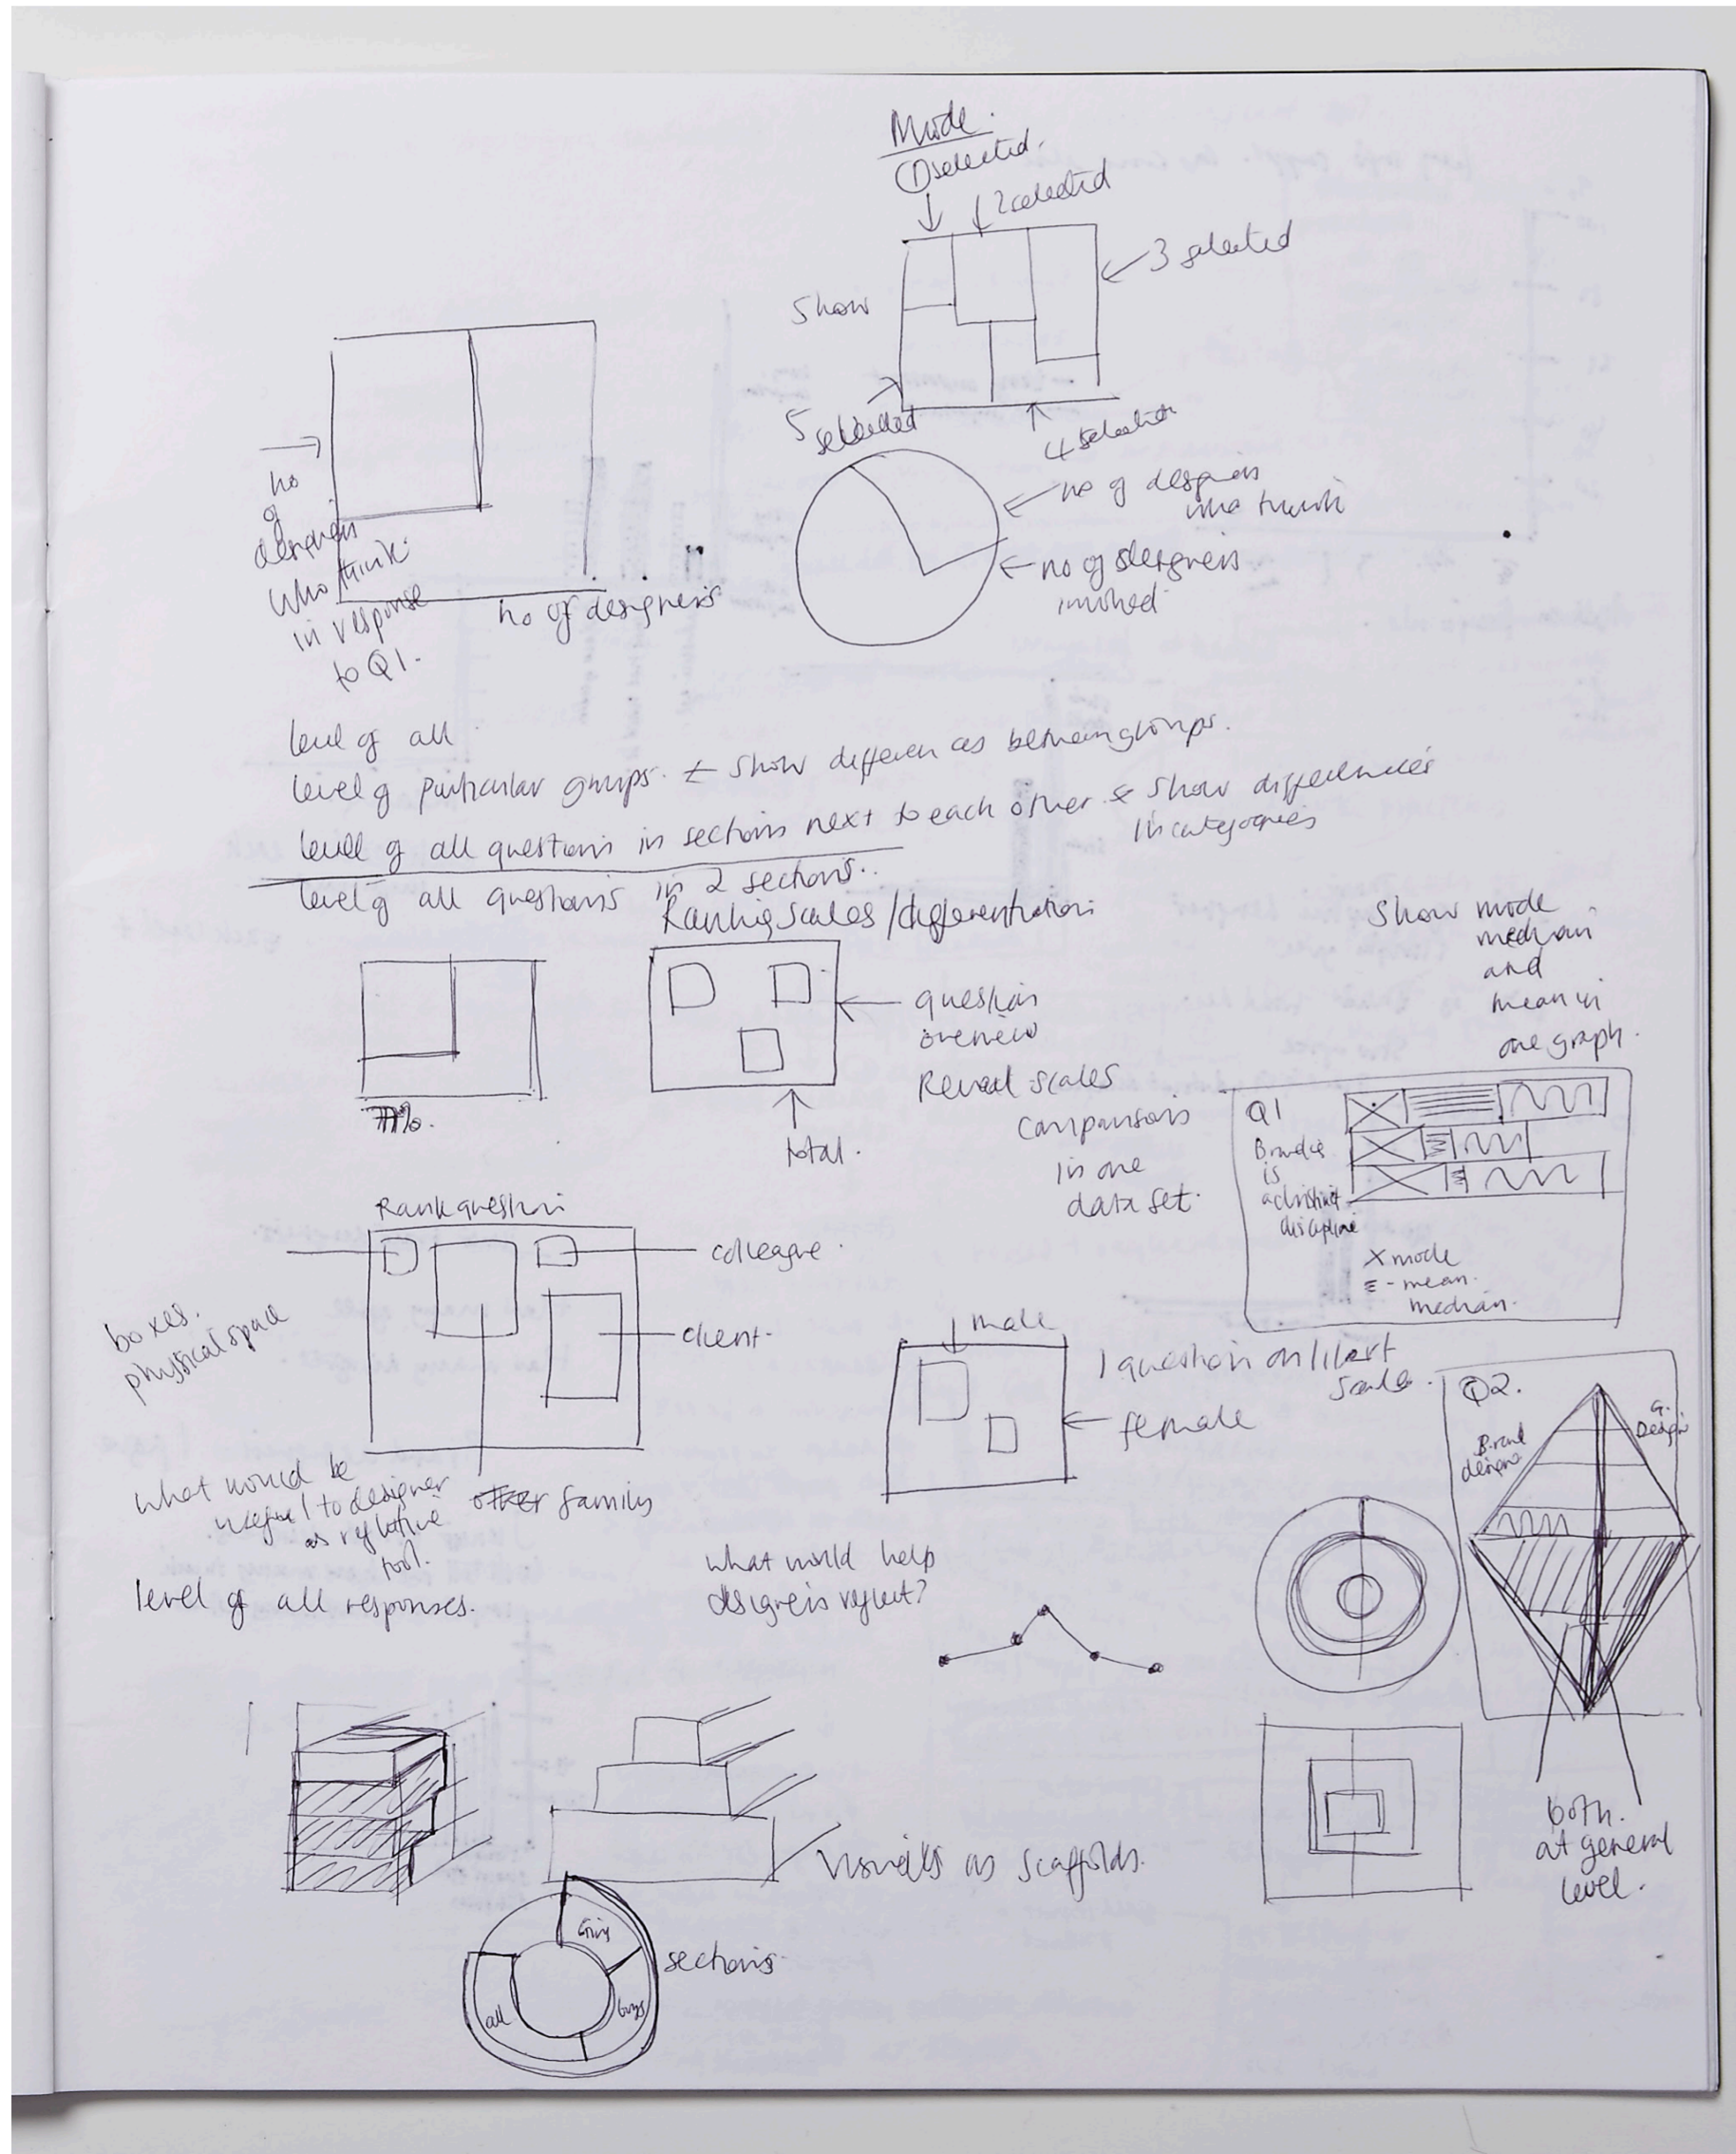 Mode.
① selected.
2 selected
3 selected
Show
5 selected
4 selected
no of designers
who think
no of designers
involved
no
of
designers
who think
in response
to Q1.
no of designers
level of all.
level of particular groups. ← Show differences between groups.
level of all questions in sections next to each other ← Show differences
in categories
level of all questions in 2 sections..
Ranking scales / differentiation
Show mode
median
and
mean in
one graph.
question
overview
Reveal scales
comparisons
in one
data set.
total.
Q1
is
a distinct
discipline
X mode
≡ - mean.
median.
Rank question
colleague.
client.
boxes.
physical space
family
What would be
useful to designer
as reflective
tool.
level of all responses.
male
female
1 question on likert
scale.
what would help
designers reflect?
Q2.
Brand
designe
G.
Design
both.
at general
level.
visuals as scaffolds.
sections.
all